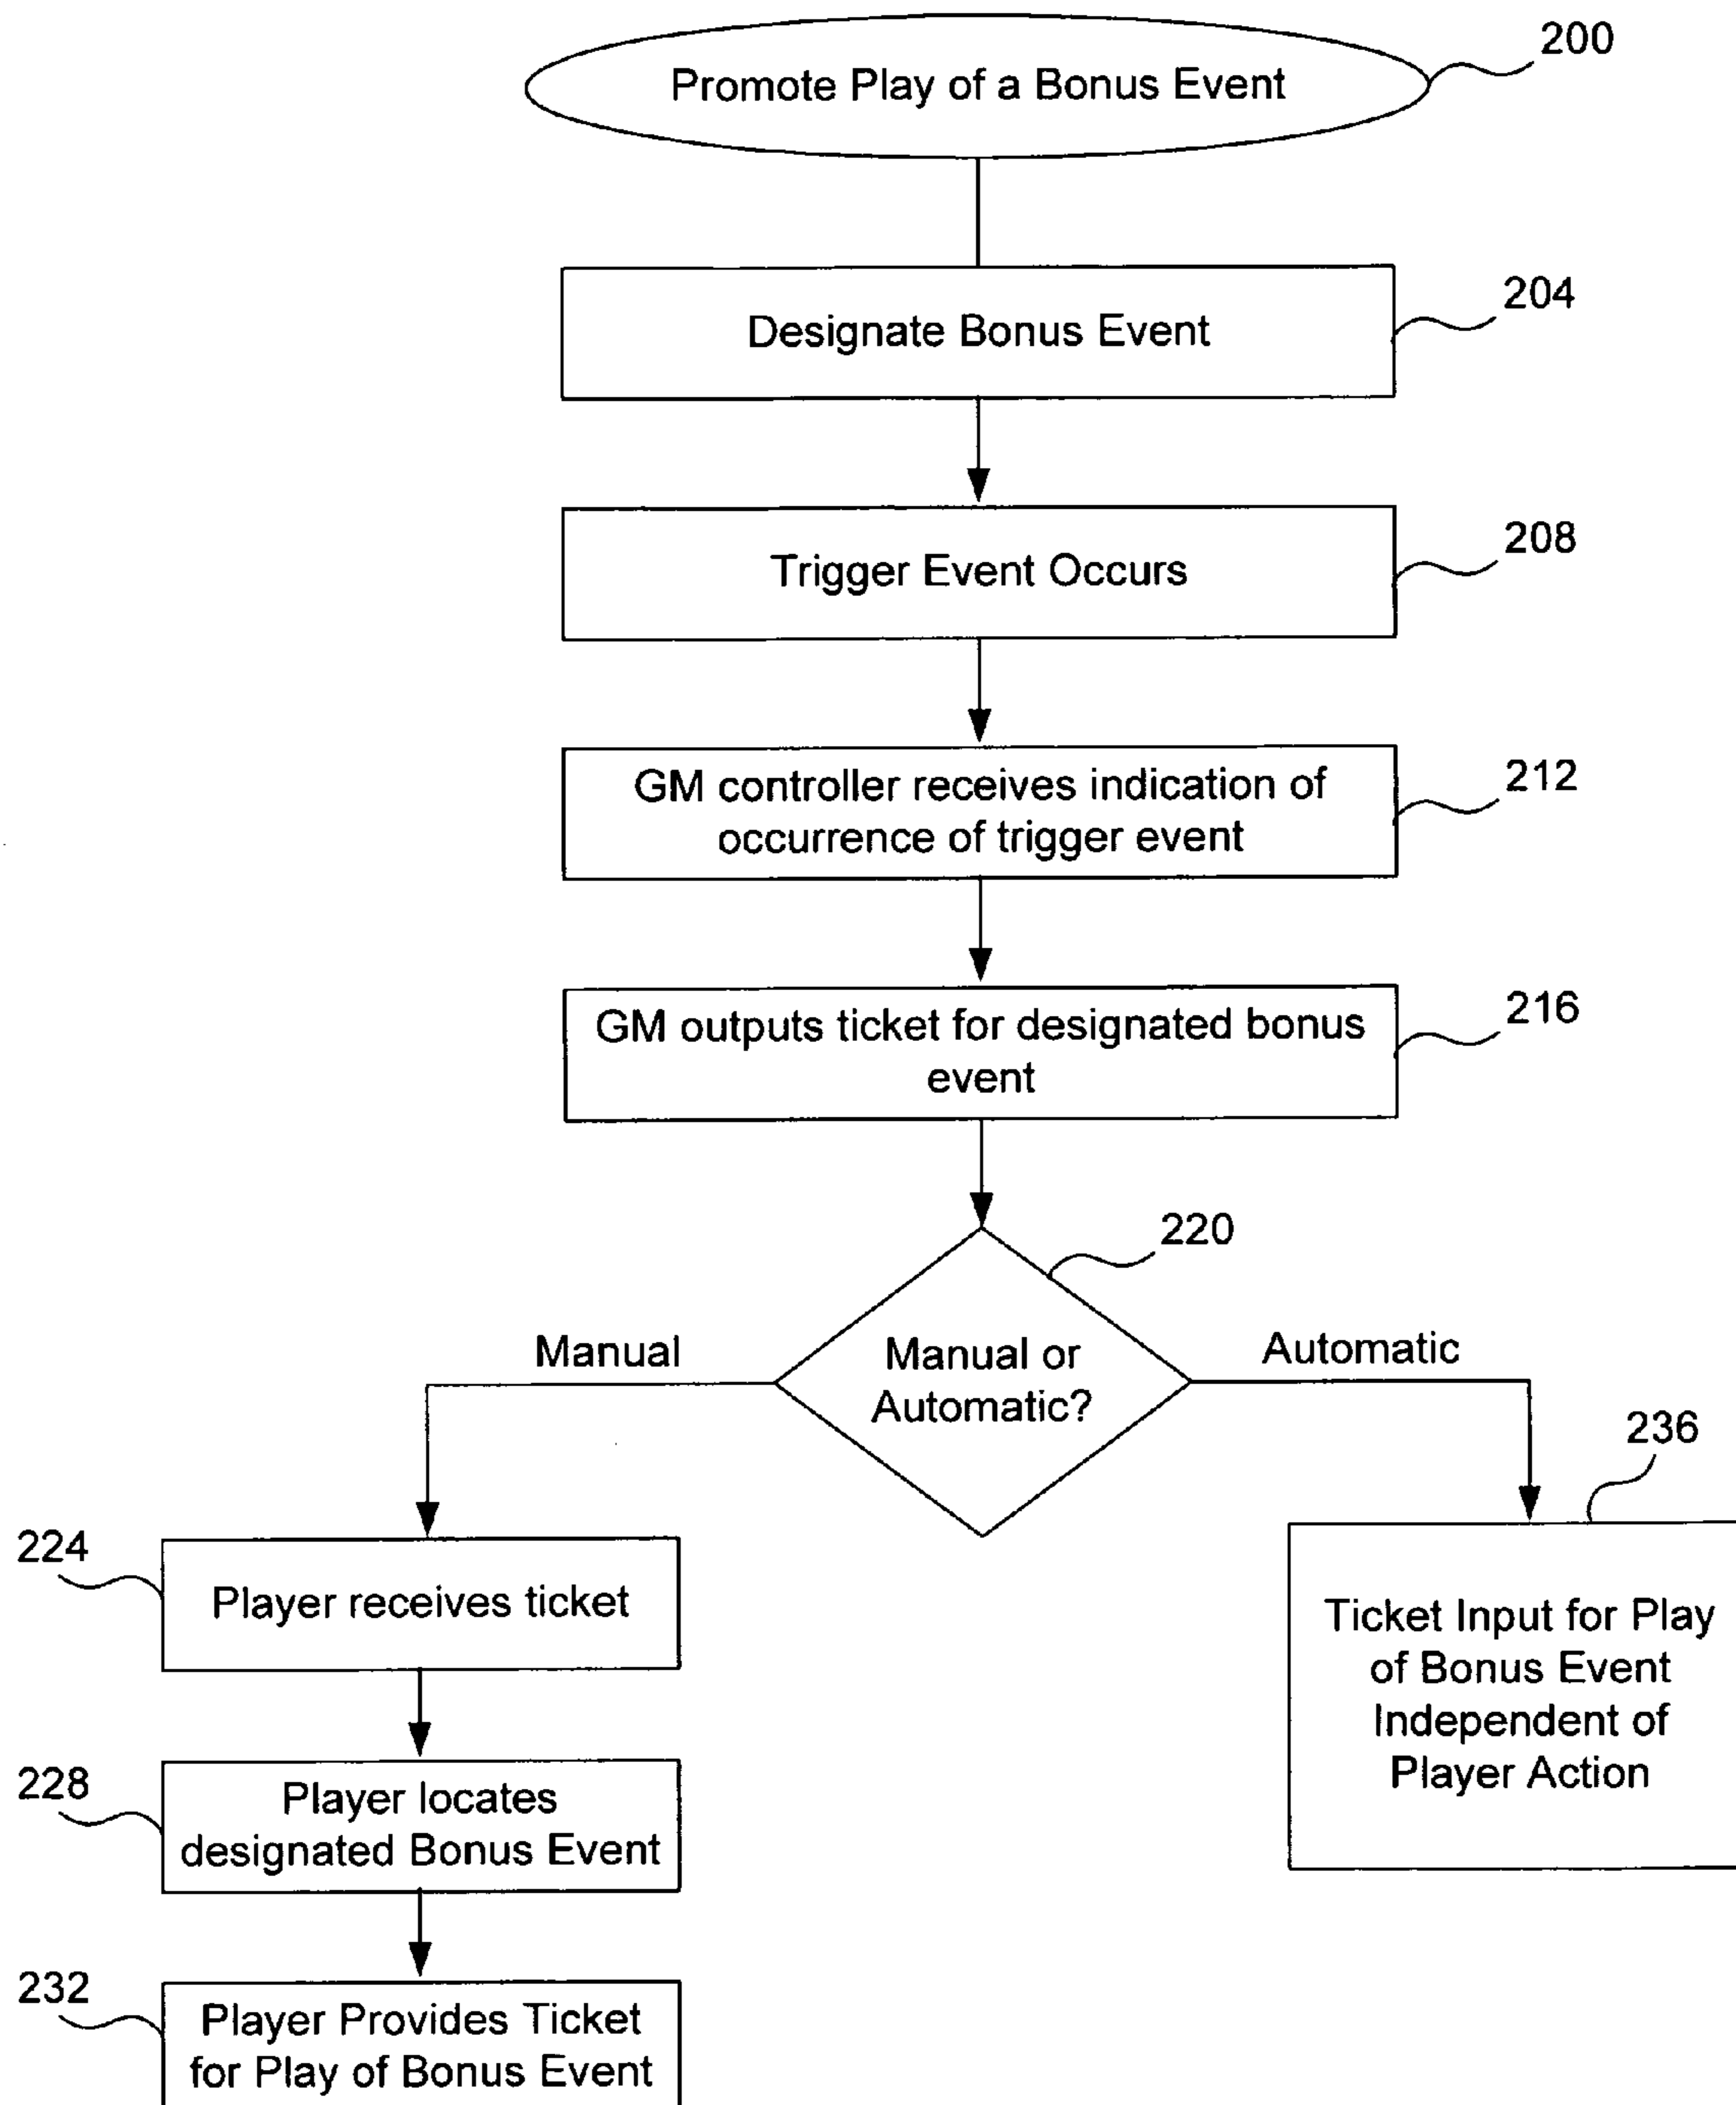 200
Promote Play of a Bonus Event
204
Designate Bonus Event
208
Trigger Event Occurs
212
GM controller receives indication of
occurrence of trigger event
216
GM outputs ticket for designated bonus
event
220
Manual or
Automatic?
Manual
Automatic
224
Player receives ticket
228
Player locates
designated Bonus Event
232
Player Provides Ticket
for Play of Bonus Event
236
Ticket Input for Play
of Bonus Event
Independent of
Player Action